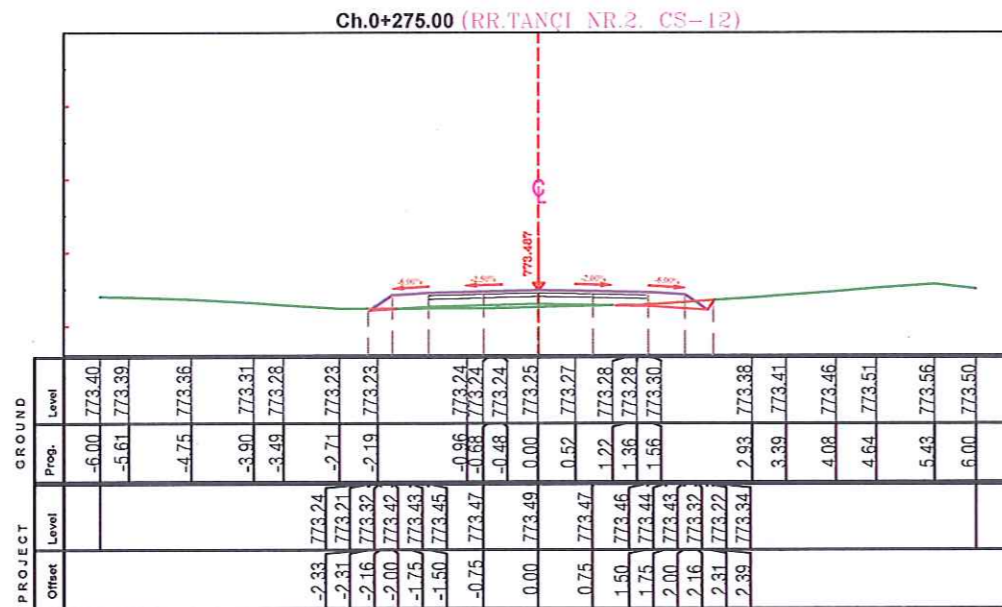 Ch.0+275.00 (RR.TANÇI NR.2. CS-12)
773.487
-4.00% -2.50% -2.00% -4.00%
GROUND
Level 773.40 773.39 773.36 773.31 773.28 773.23 773.23 773.24 773.24 773.24 773.25 773.27 773.28 773.28 773.30 773.38 773.41 773.46 773.51 773.56 773.50
Prog. -6.00 -5.61 -4.75 -3.90 -3.49 -2.71 -2.19 -0.96 -0.68 -0.48 0.00 0.52 1.22 1.36 1.56 2.93 3.39 4.08 4.64 5.43 6.00
PROJECT
Level 773.24 773.21 773.32 773.42 773.43 773.45 773.47 773.49 773.47 773.46 773.44 773.43 773.32 773.22 773.34
Offset -2.33 -2.31 -2.16 -2.00 -1.75 -1.50 -0.75 0.00 0.75 1.50 1.75 2.00 2.16 2.31 2.39